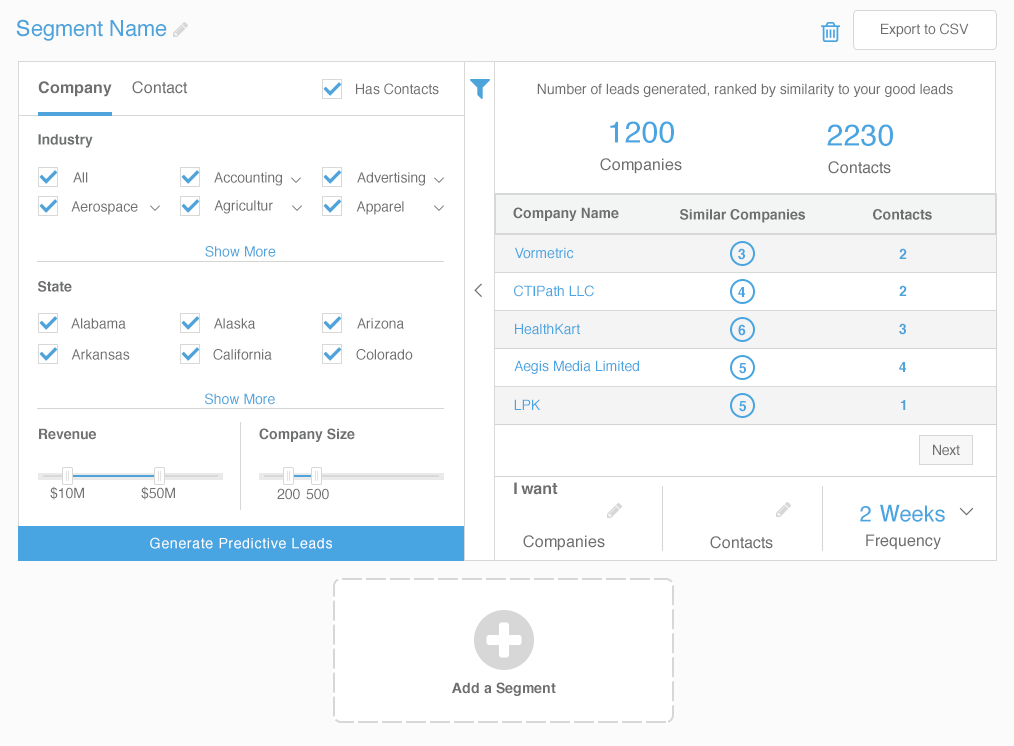 Segment Name
Export to CSV
Company Contact Has Contacts
Industry
All Accounting Advertising
Aerospace Agricultur Apparel
Show More
State
Alabama Alaska Arizona
Arkansas California Colorado
Show More
Revenue Company Size
$10M $50M 200 500
Generate Predictive Leads
Number of leads generated, ranked by similarity to your good leads
1200 2230
Companies Contacts
Company Name Similar Companies Contacts
Vormetric 3 2
CTIPath LLC 4 2
HealthKart 6 3
Aegis Media Limited 5 4
LPK 5 1
Next
I want
2 Weeks
Companies Contacts Frequency
Add a Segment